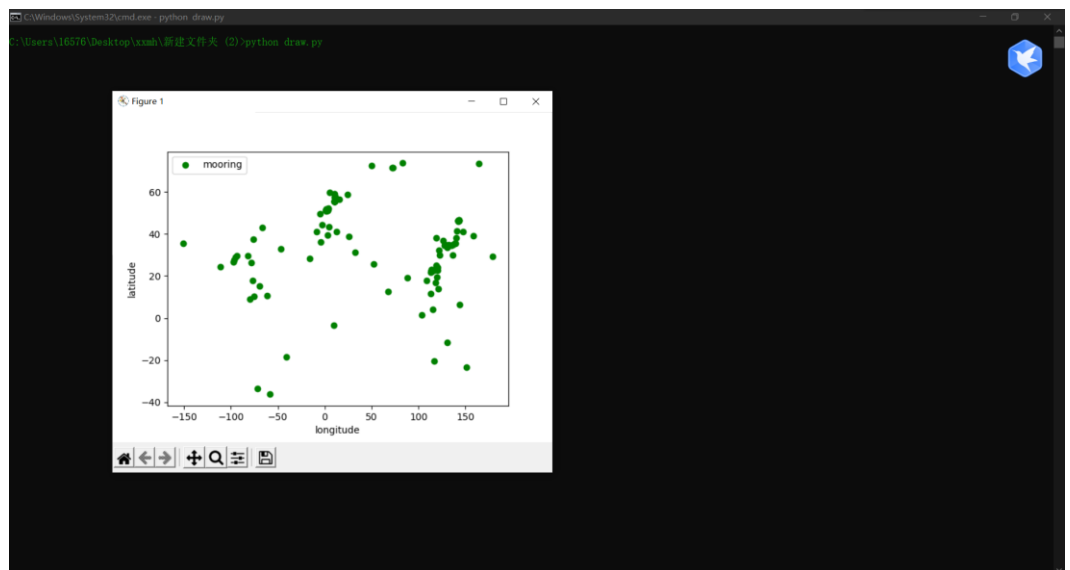 C:\Windows\System32\cmd.exe - python draw.py
C:\Users\16576\Desktop\xxmh\新建文件夹 (2)>python draw.py
Figure 1
mooring
60
40
20
0
−20
−40
latitude
−150 −100 −50 0 50 100 150
longitude